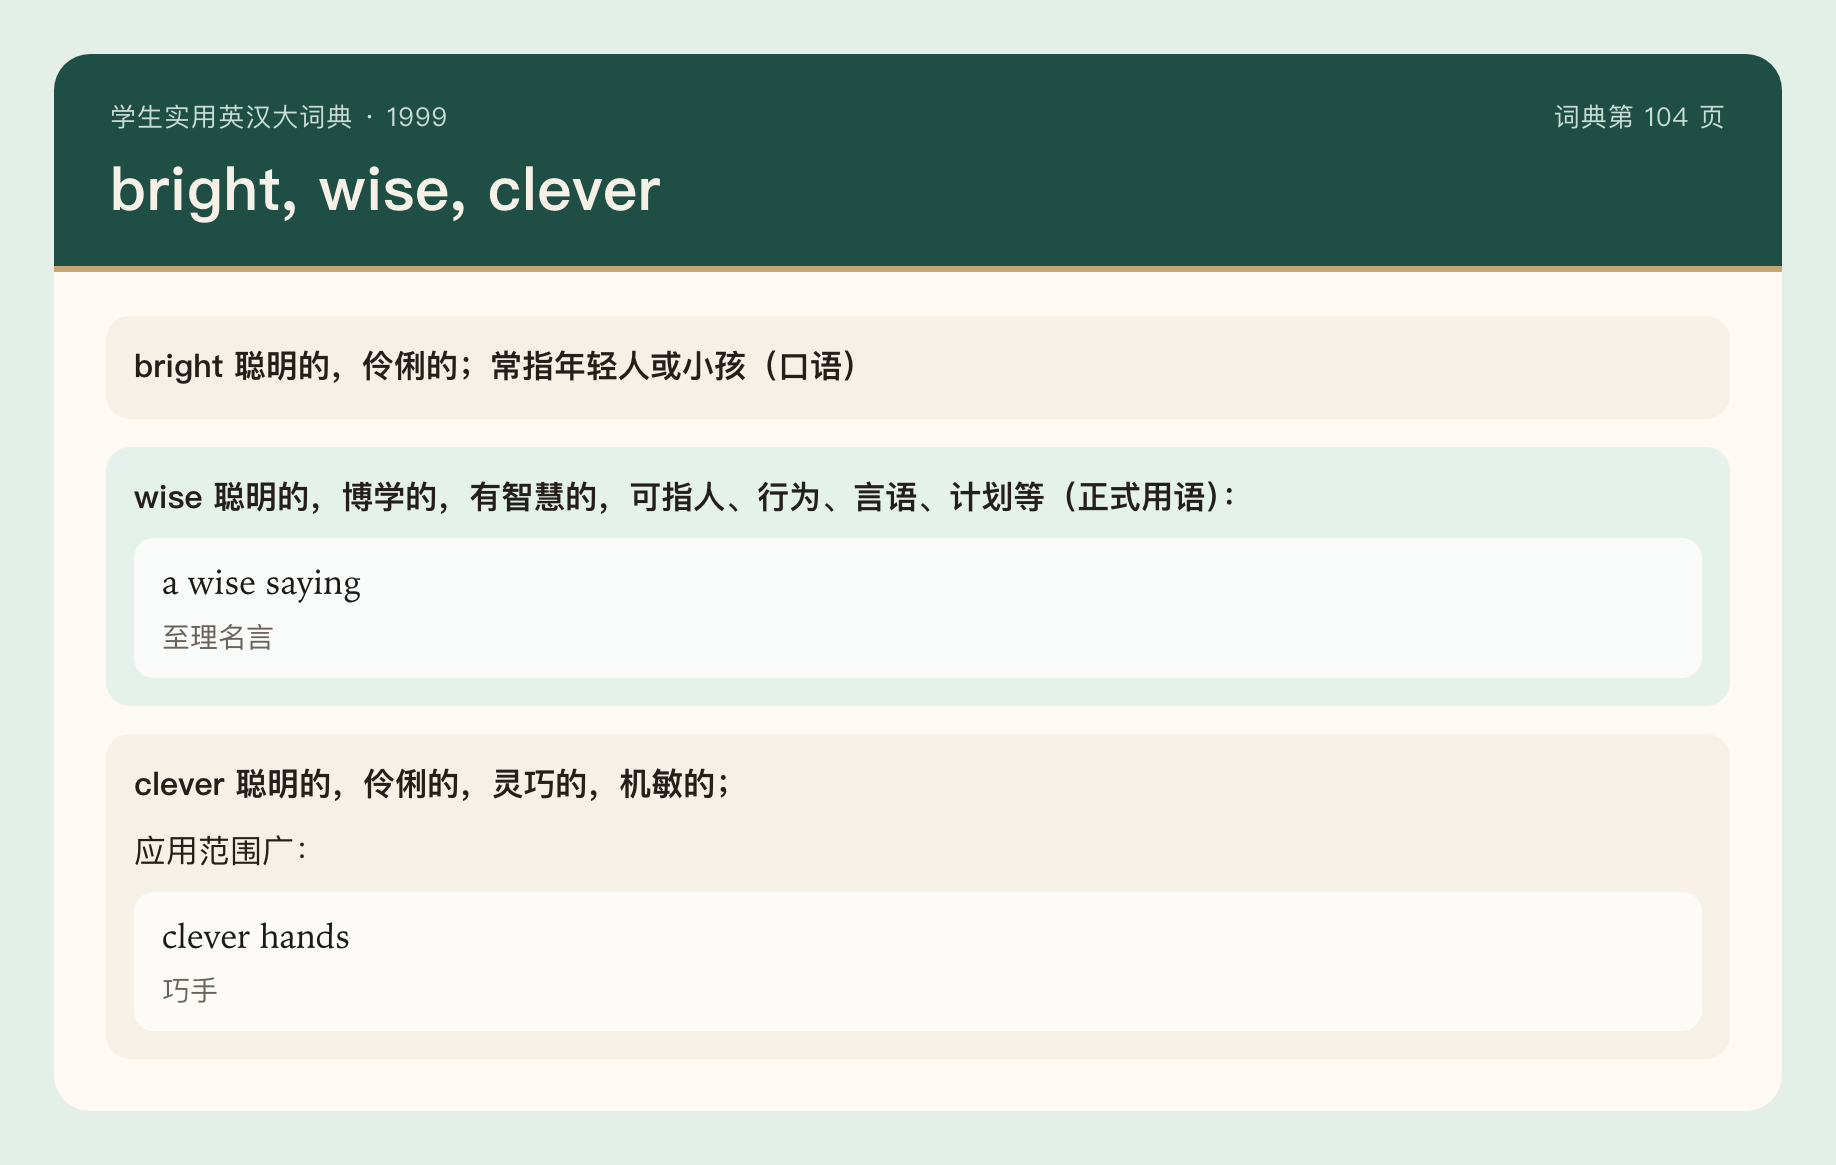 学生实用英汉大词典 · 1999
词典第 104 页
bright, wise, clever
bright 聪明的，伶俐的；常指年轻人或小孩（口语）
wise 聪明的，博学的，有智慧的，可指人、行为、言语、计划等（正式用语）：
a wise saying
至理名言
clever 聪明的，伶俐的，灵巧的，机敏的；
应用范围广：
clever hands
巧手